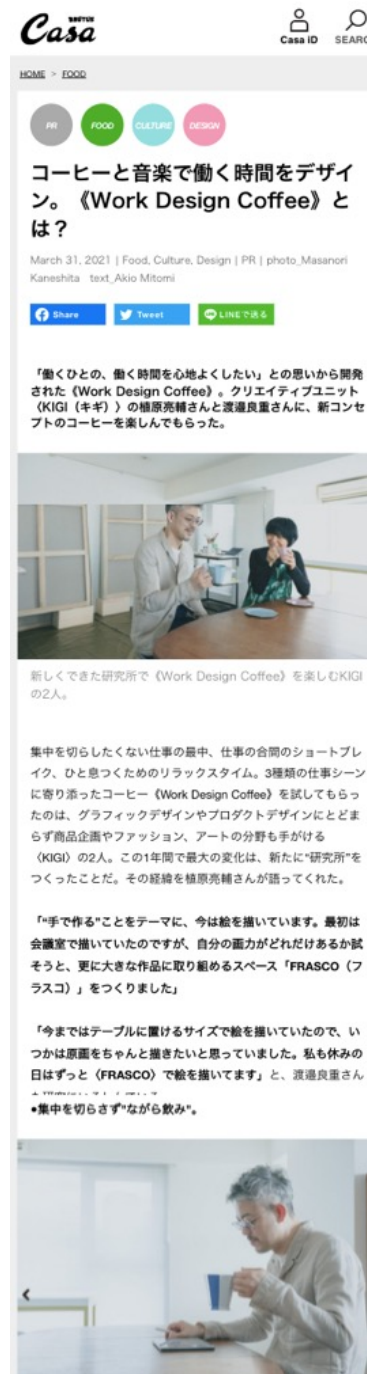 Casa
BRUTUS
Casa iD
SEARC
HOME > FOOD
PR
FOOD
CULTURE
DESIGN
コーヒーと音楽で働く時間をデザイ
ン。《Work Design Coffee》と
は？
March 31, 2021 | Food, Culture, Design | PR | photo_Masanori
Kaneshita text_Akio Mitomi
Share
Tweet
LINEで送る
「働くひとの、働く時間を心地よくしたい」との思いから開発
された《Work Design Coffee》。クリエイティブユニット
〈KIGI（キギ）〉の植原亮輔さんと渡邉良重さんに、新コンセ
プトのコーヒーを楽しんでもらった。
新しくできた研究所で《Work Design Coffee》を楽しむKIGI
の2人。
集中を切らしたくない仕事の最中、仕事の合間のショートブレ
イク、ひと息つくためのリラックスタイム。3種類の仕事シーン
に寄り添ったコーヒー《Work Design Coffee》を試してもらっ
たのは、グラフィックデザインやプロダクトデザインにとどま
らず商品企画やファッション、アートの分野も手がける
〈KIGI〉の2人。この1年間で最大の変化は、新たに"研究所"を
つくったことだ。その経緯を植原亮輔さんが語ってくれた。
「"手で作る"ことをテーマに、今は絵を描いています。最初は
会議室で描いていたのですが、自分の画力がどれだけあるか試
そうと、更に大きな作品に取り組めるスペース「FRASCO（フ
ラスコ）」をつくりました」
「今まではテーブルに置けるサイズで絵を描いていたので、い
つかは原画をちゃんと描きたいと思っていました。私も休みの
日はずっと〈FRASCO〉で絵を描いてます」と、渡邉良重さん
●集中を切らさず"ながら飲み"。